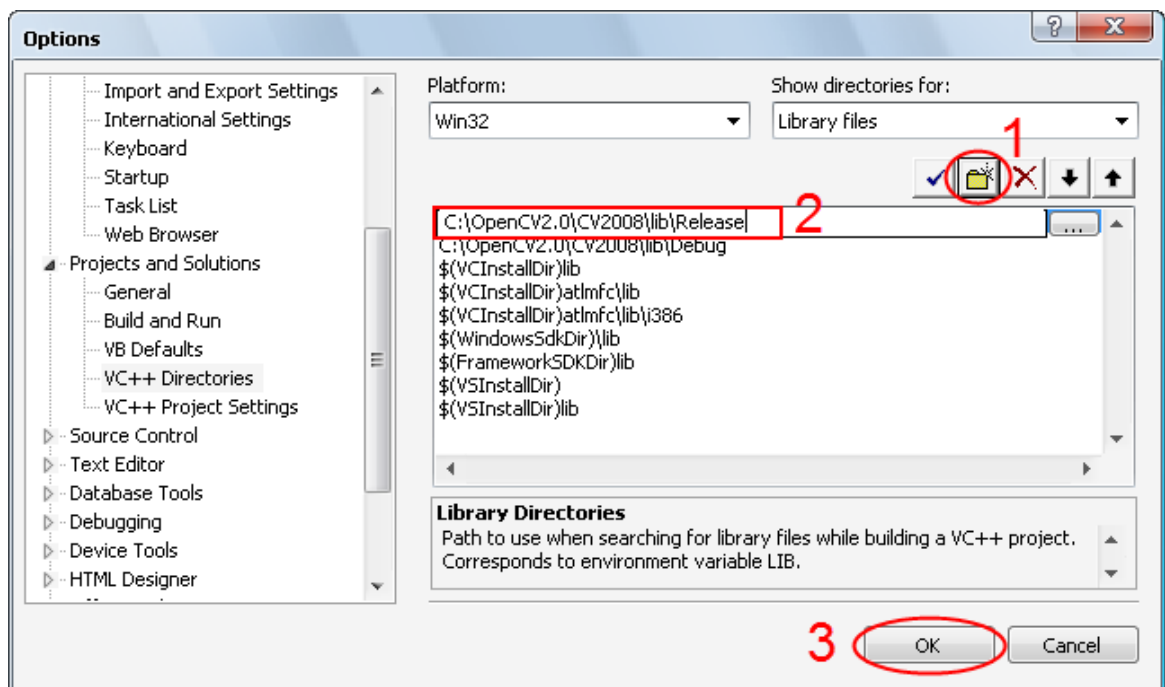 Options
Import and Export Settings
International Settings
Keyboard
Startup
Task List
Web Browser
Projects and Solutions
General
Build and Run
VB Defaults
VC++ Directories
VC++ Project Settings
Source Control
Text Editor
Database Tools
Debugging
Device Tools
HTML Designer
Platform:
Win32
Show directories for:
Library files
1
C:\OpenCV2.0\CV2008\lib\Release
2
...
C:\OpenCV2.0\CV2008\lib\Debug
$(VCInstallDir)lib
$(VCInstallDir)atlmfc\lib
$(VCInstallDir)atlmfc\lib\i386
$(WindowsSdkDir)\lib
$(FrameworkSDKDir)lib
$(VSInstallDir)
$(VSInstallDir)lib
Library Directories
Path to use when searching for library files while building a VC++ project.
Corresponds to environment variable LIB.
3
OK
Cancel